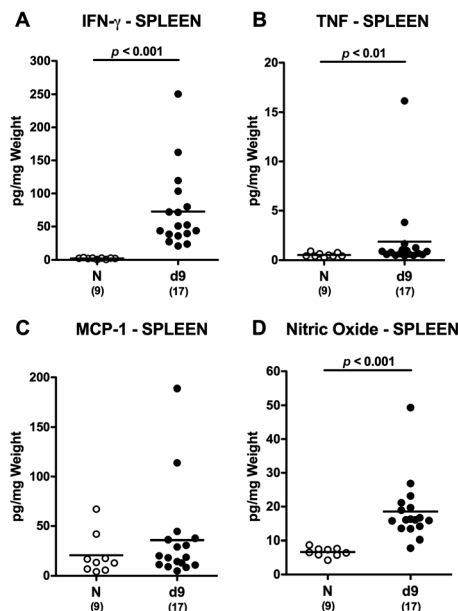 A IFN-γ - SPLEEN
p < 0.001
pg/mg Weight
300
250
200
150
100
50
0
N d9
(9) (17)
B TNF - SPLEEN
p < 0.01
pg/mg Weight
20
15
10
5
0
N d9
(9) (17)
C MCP-1 - SPLEEN
pg/mg Weight
200
150
100
50
0
N d9
(9) (17)
D Nitric Oxide - SPLEEN
p < 0.001
pg/mg Weight
60
50
40
30
20
10
0
N d9
(9) (17)